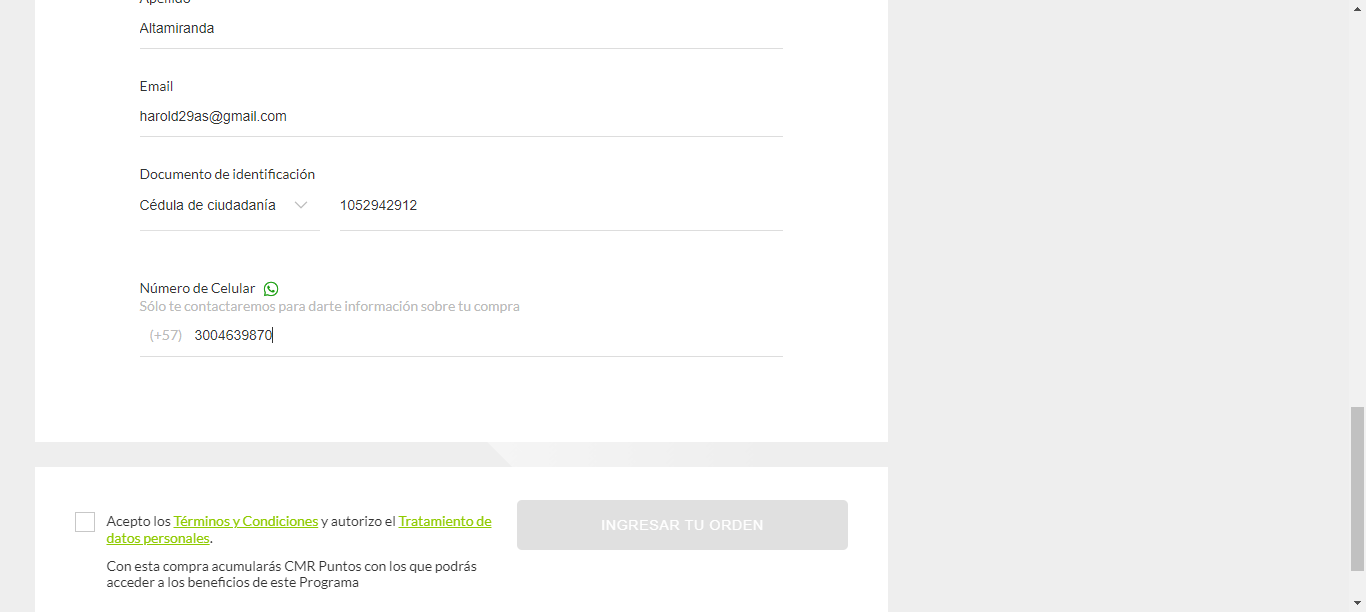 Apellido
Altamiranda
Email
harold29as@gmail.com
Documento de identificación
Cédula de ciudadanía 1052942912
Número de Celular
Sólo te contactaremos para darte información sobre tu compra
(+57) 3004639870
Acepto los Términos y Condiciones y autorizo el Tratamiento de
datos personales.
INGRESAR TU ORDEN
Con esta compra acumularás CMR Puntos con los que podrás
acceder a los beneficios de este Programa